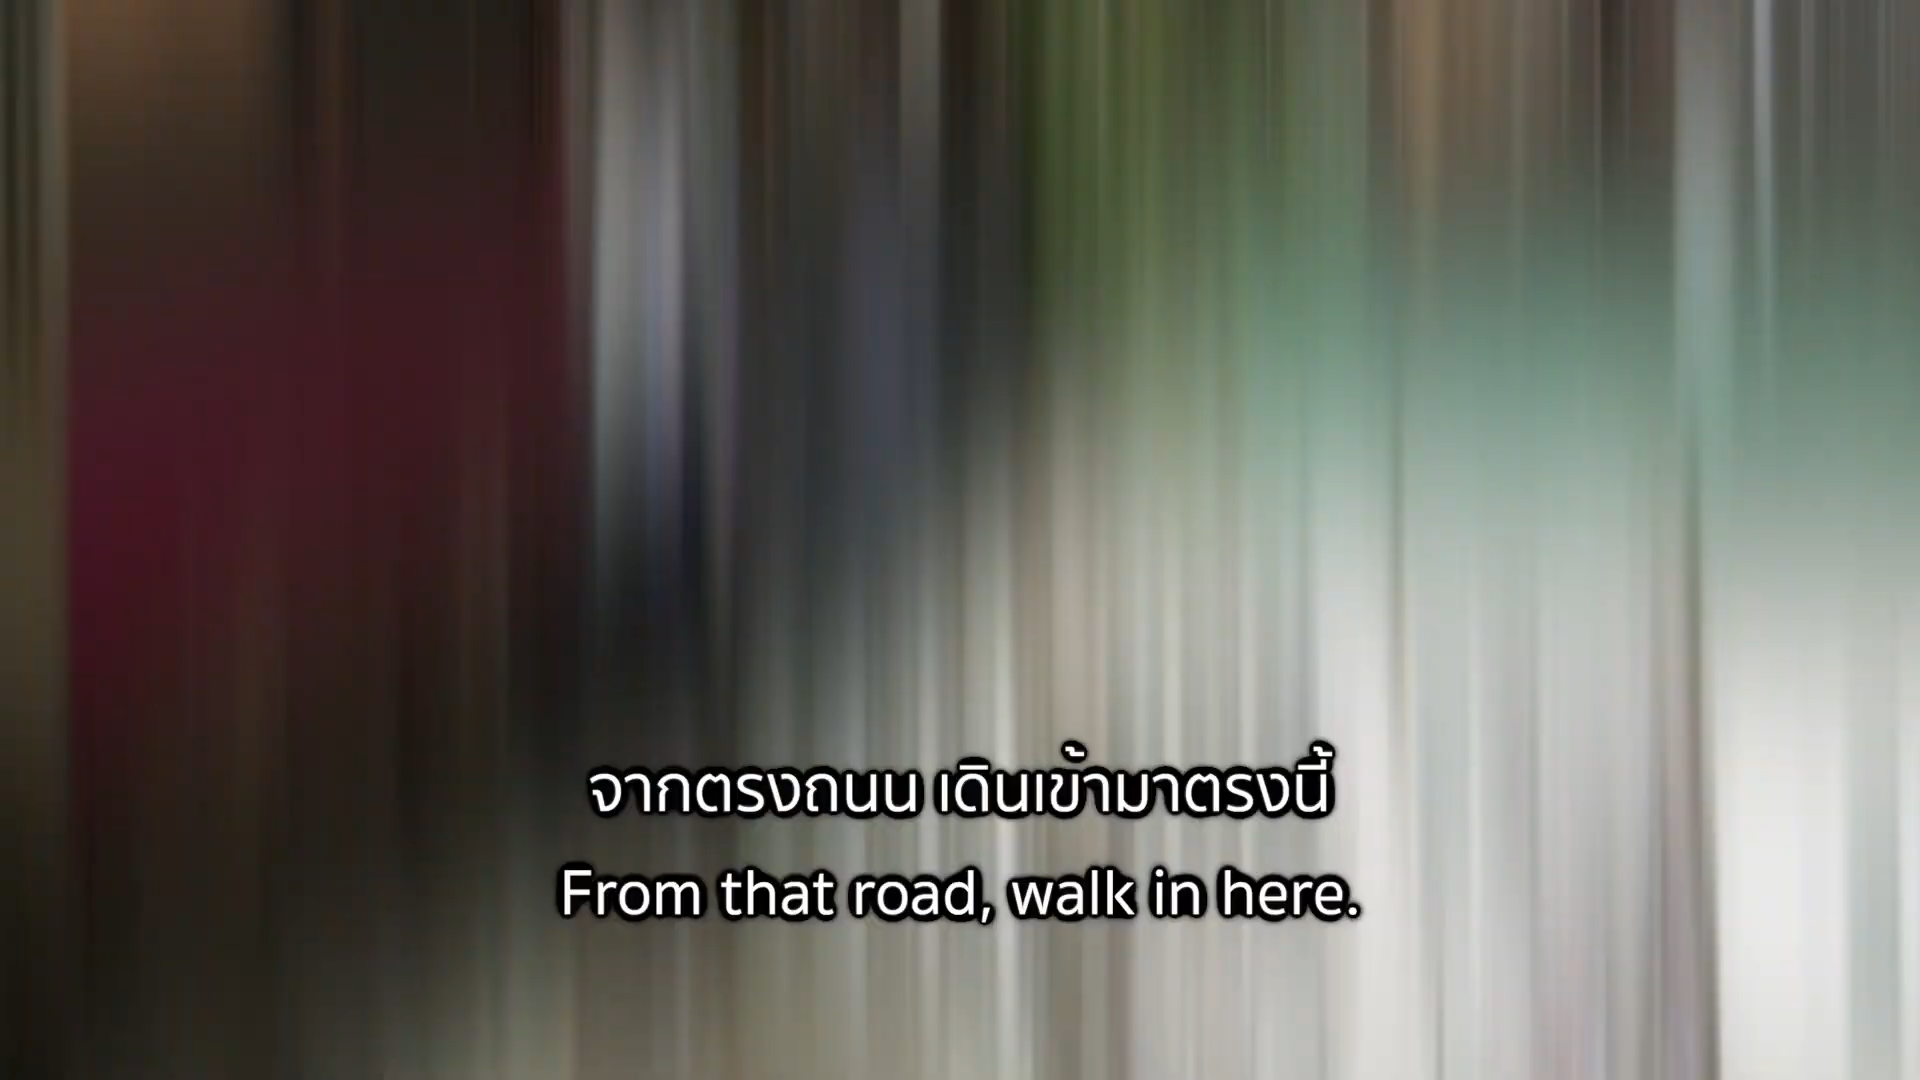 จากตรงถนน เดินเข้ามาตรงนี้
From that road, walk in here.